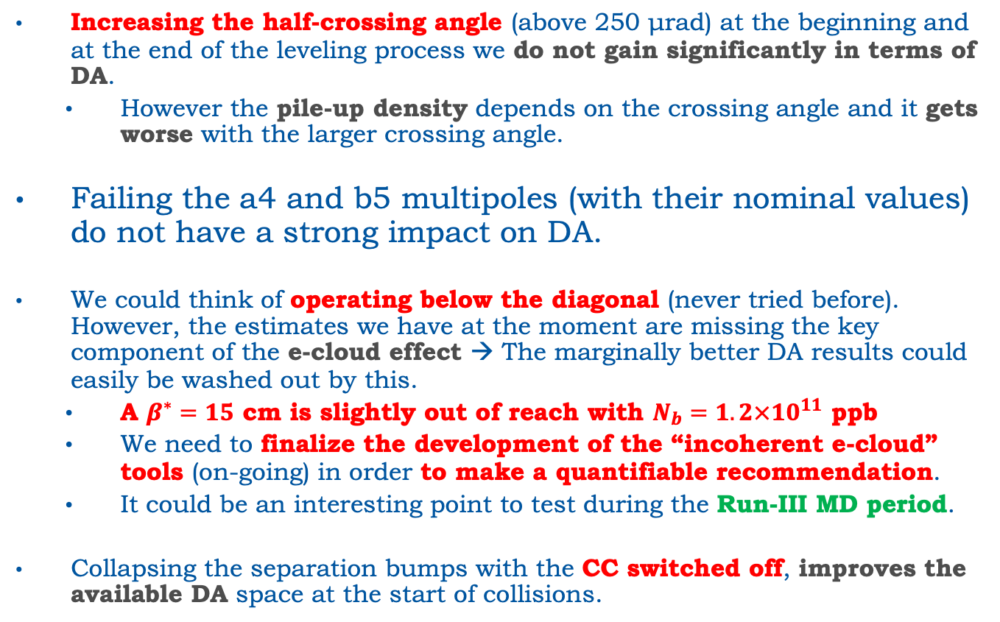 • Increasing the half-crossing angle (above 250 μrad) at the beginning and
at the end of the leveling process we do not gain significantly in terms of
DA.
• However the pile-up density depends on the crossing angle and it gets
worse with the larger crossing angle.
• Failing the a4 and b5 multipoles (with their nominal values)
do not have a strong impact on DA.
• We could think of operating below the diagonal (never tried before).
However, the estimates we have at the moment are missing the key
component of the e-cloud effect → The marginally better DA results could
easily be washed out by this.
• A β* = 15 cm is slightly out of reach with N_b = 1.2×10^11 ppb
• We need to finalize the development of the “incoherent e-cloud”
tools (on-going) in order to make a quantifiable recommendation.
• It could be an interesting point to test during the Run-III MD period.
• Collapsing the separation bumps with the CC switched off, improves the
available DA space at the start of collisions.